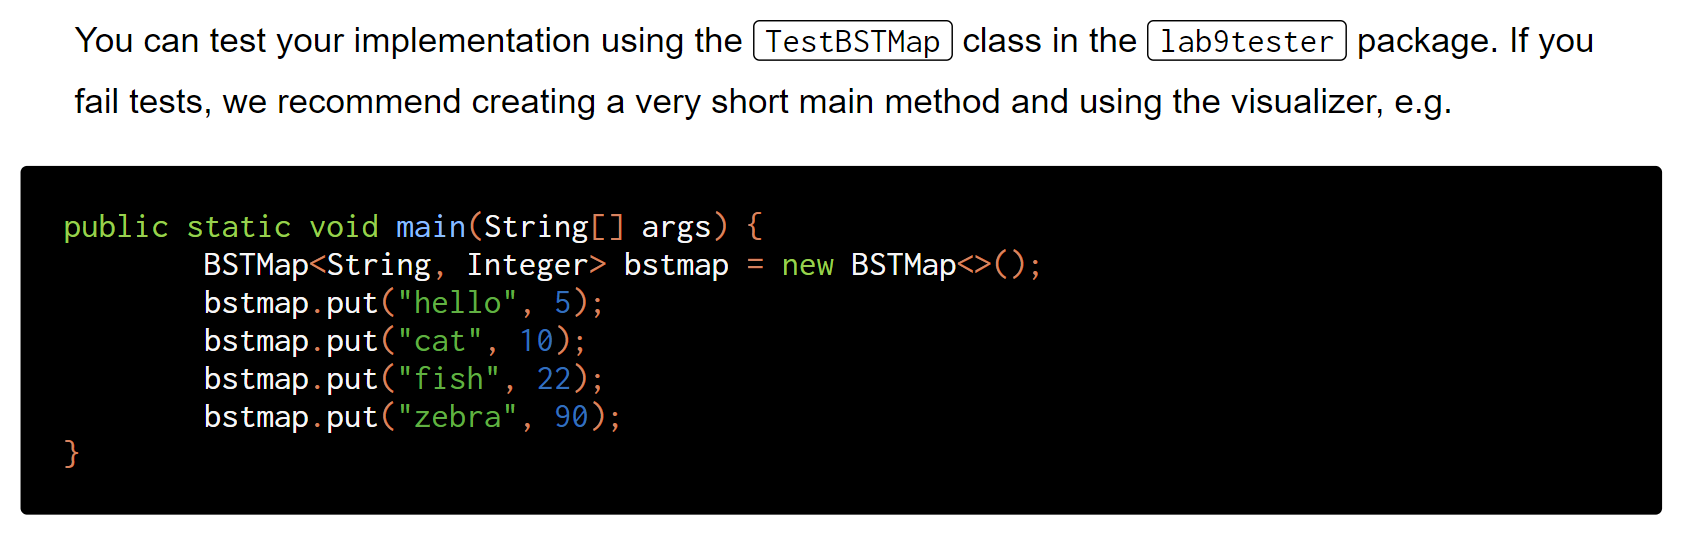 You can test your implementation using the TestBSTMap class in the lab9tester package. If you
fail tests, we recommend creating a very short main method and using the visualizer, e.g.
public static void main(String[] args) {
        BSTMap<String, Integer> bstmap = new BSTMap<>();
        bstmap.put("hello", 5);
        bstmap.put("cat", 10);
        bstmap.put("fish", 22);
        bstmap.put("zebra", 90);
}